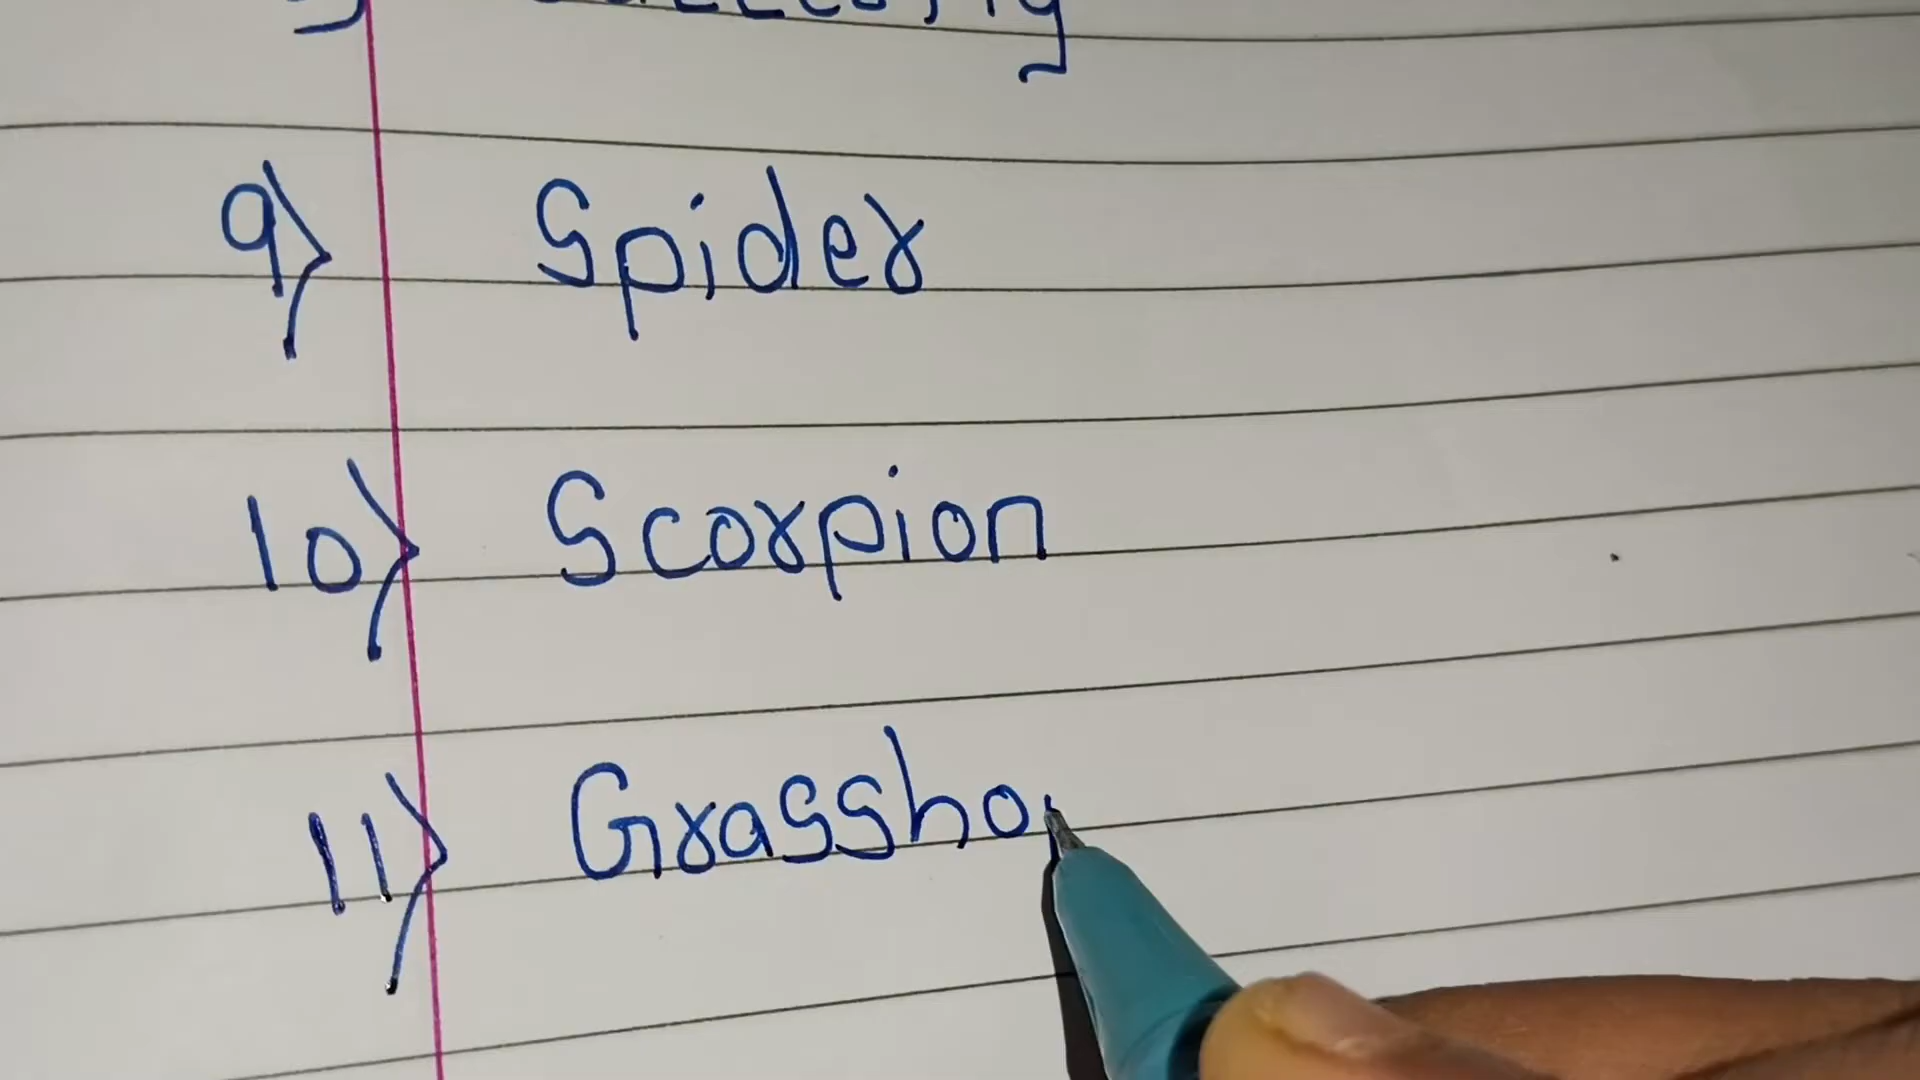 9) Spider
10) Scorpion
11) Grassho